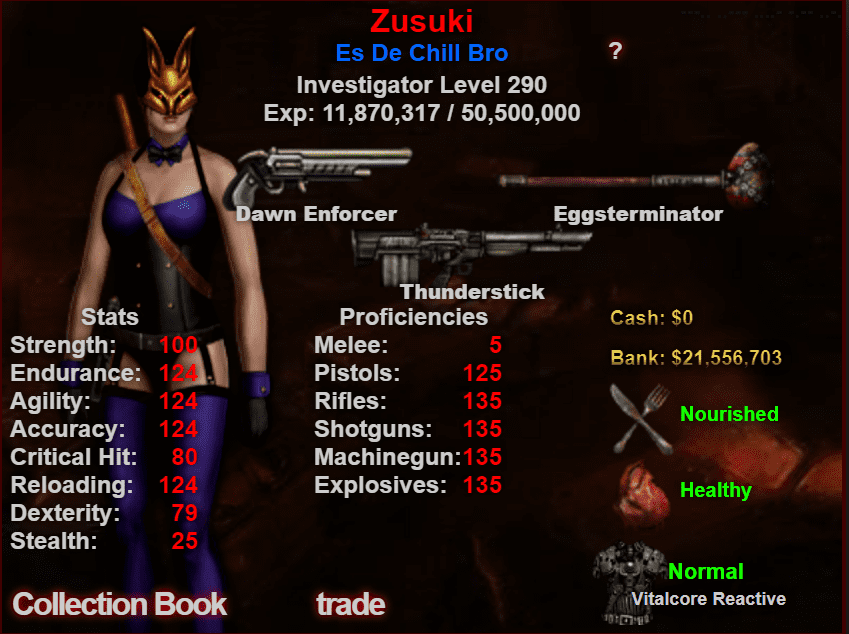 Zusuki
Es De Chill Bro
?
Investigator Level 290
Exp: 11,870,317 / 50,500,000
Dawn Enforcer
Eggsterminator
Thunderstick
Stats
Strength: 100
Endurance: 124
Agility: 124
Accuracy: 124
Critical Hit: 80
Reloading: 124
Dexterity: 79
Stealth: 25
Proficiencies
Melee: 5
Pistols: 125
Rifles: 135
Shotguns: 135
Machinegun: 135
Explosives: 135
Cash: $0
Bank: $21,556,703
Nourished
Healthy
Normal
Vitalcore Reactive
Collection Book
trade